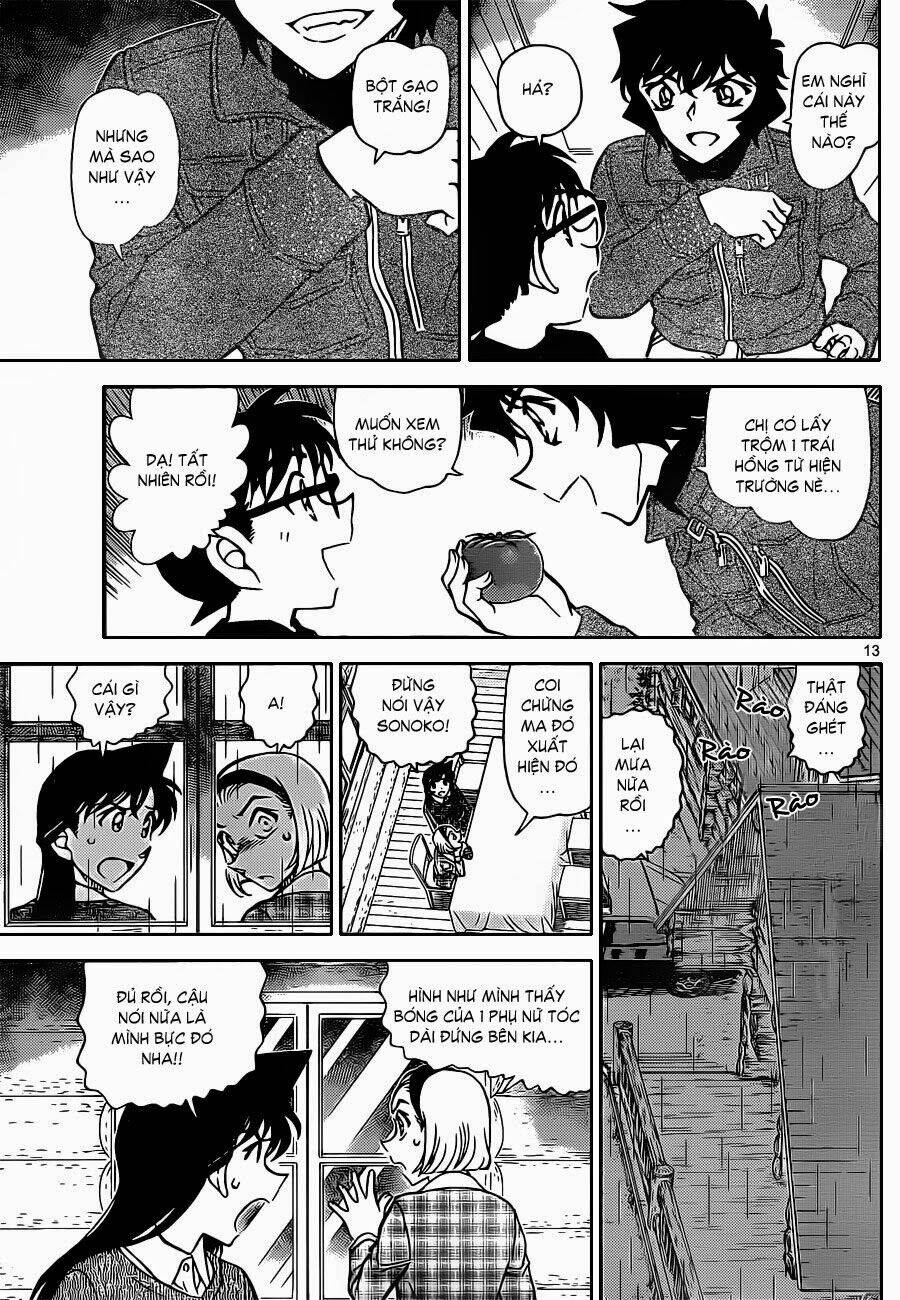 EM NGHĨ
CÁI NÀY
THẾ
NÀO?
HẢ?
BỘT GẠO
TRẮNG!
NHƯNG
MÀ SAO
NHƯ VẬY
...
CHỊ CÓ LẤY
TRỘM 1 TRÁI
HỒNG TỪ HIỆN
TRƯỜNG NÈ...
MUỐN XEM
THỬ KHÔNG?
DẠ! TẤT
NHIÊN RỒI!
13
THẬT
ĐÁNG
GHÉT
...
Rào
Rào
Rào
LẠI
MƯA
NỮA
RỒI
...
COI
CHỪNG
MA ĐÓ
XUẤT
HIỆN ĐÓ
...
ĐỪNG
NÓI VẬY
SONOKO!
A!
CÁI GÌ
VẬY?
HÌNH NHƯ MÌNH THẤY
BÓNG CỦA 1 PHỤ NỮ TÓC
DÀI ĐỨNG BÊN KIA...
ĐỦ RỒI, CẬU
NÓI NỮA LÀ
MÌNH BỰC ĐÓ
NHA!!